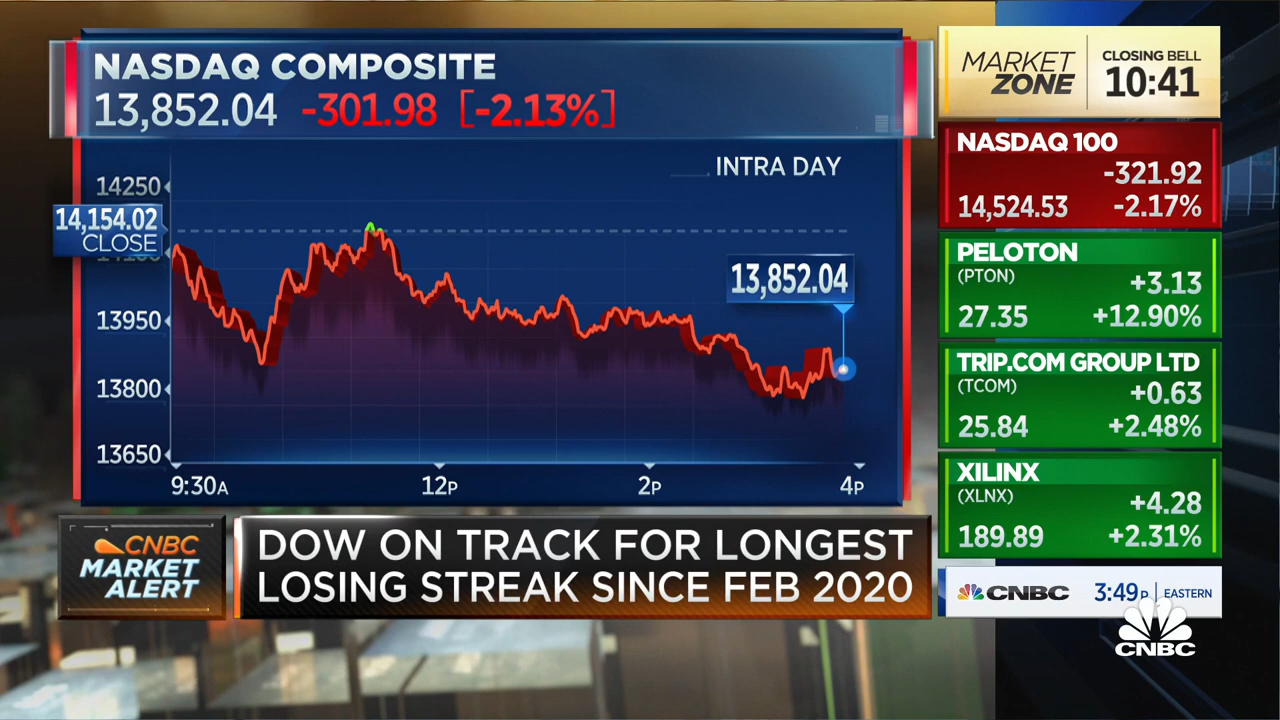 NASDAQ COMPOSITE
13,852.04 -301.98 [-2.13%]
INTRA DAY
14250
14,154.02
CLOSE
13,852.04
13950
13800
13650
9:30A 12P 2P 4P
CNBC
MARKET
ALERT
DOW ON TRACK FOR LONGEST
LOSING STREAK SINCE FEB 2020
MARKET
ZONE
CLOSING BELL
10:41
NASDAQ 100
-321.92
14,524.53 -2.17%
PELOTON
(PTON)
+3.13
27.35 +12.90%
TRIP.COM GROUP LTD
(TCOM)
+0.63
25.84 +2.48%
XILINX
(XLNX)
+4.28
189.89 +2.31%
CNBC 3:49P EASTERN
CNBC